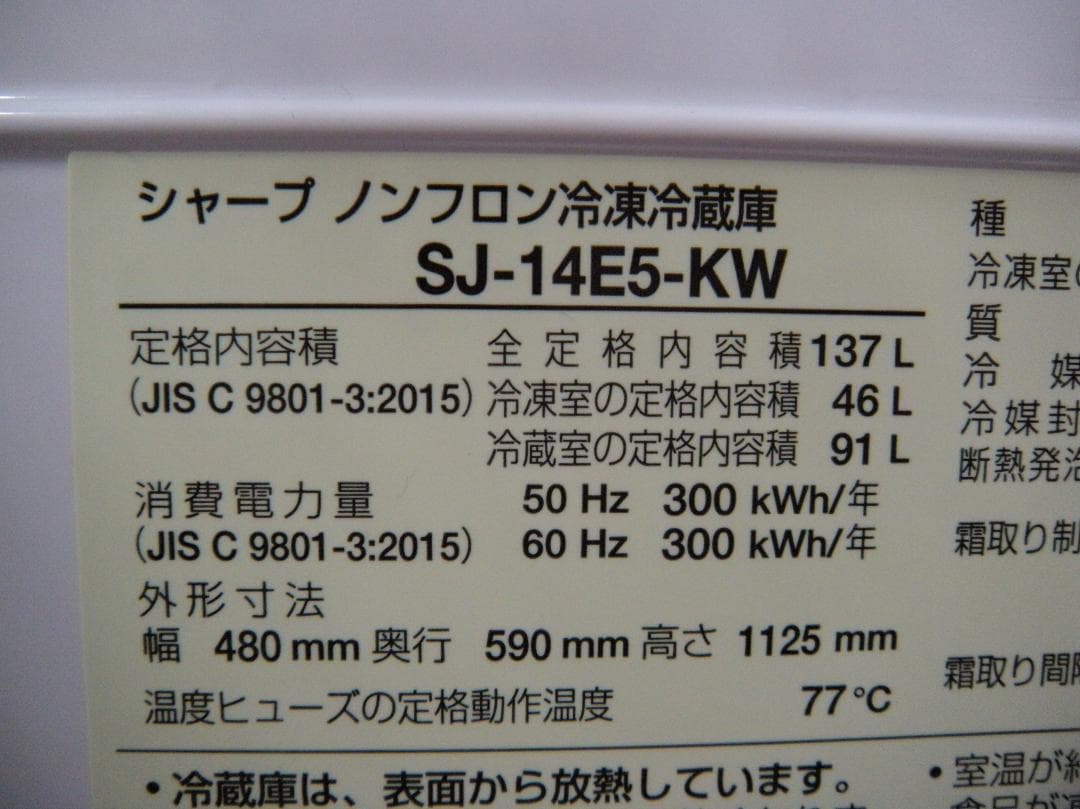 シャープ ノンフロン冷凍冷蔵庫
SJ-14E5-KW
定格内容積 全定格内容積 137 L
(JIS C 9801-3:2015) 冷凍室の定格内容積 46 L
冷蔵室の定格内容積 91 L
消費電力量 50 Hz 300 kWh/年
(JIS C 9801-3:2015) 60 Hz 300 kWh/年
外形寸法
幅 480 mm 奥行 590 mm 高さ 1125 mm
温度ヒューズの定格動作温度 77 °C
・冷蔵庫は、表面から放熱しています。
種
冷凍室の
質
冷媒
冷媒封
断熱発泡
霜取り制
霜取り間隔
・室温が